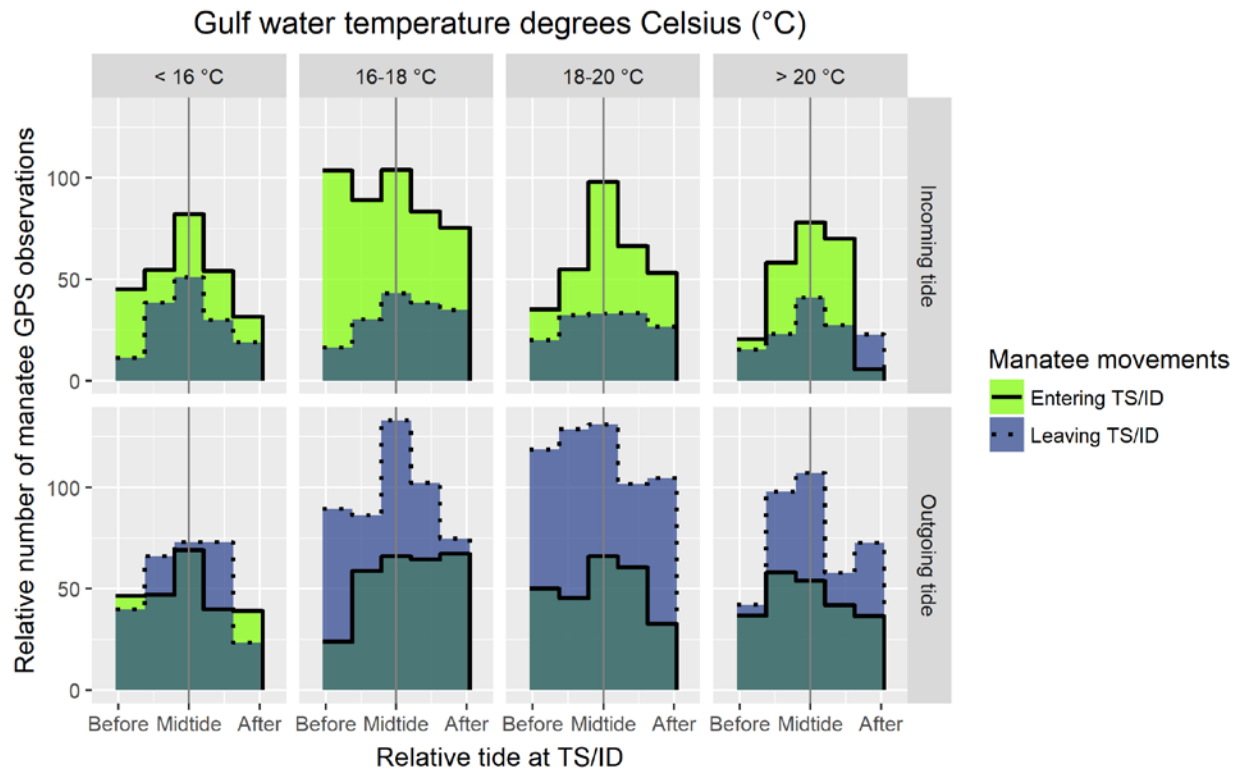 Gulf water temperature degrees Celsius (°C)
< 16 °C
16-18 °C
18-20 °C
> 20 °C
Relative number of manatee GPS observations
100
50
0
Incoming tide
100
50
0
Outgoing tide
Before Midtide After
Before Midtide After
Before Midtide After
Before Midtide After
Relative tide at TS/ID
Manatee movements
Entering TS/ID
Leaving TS/ID